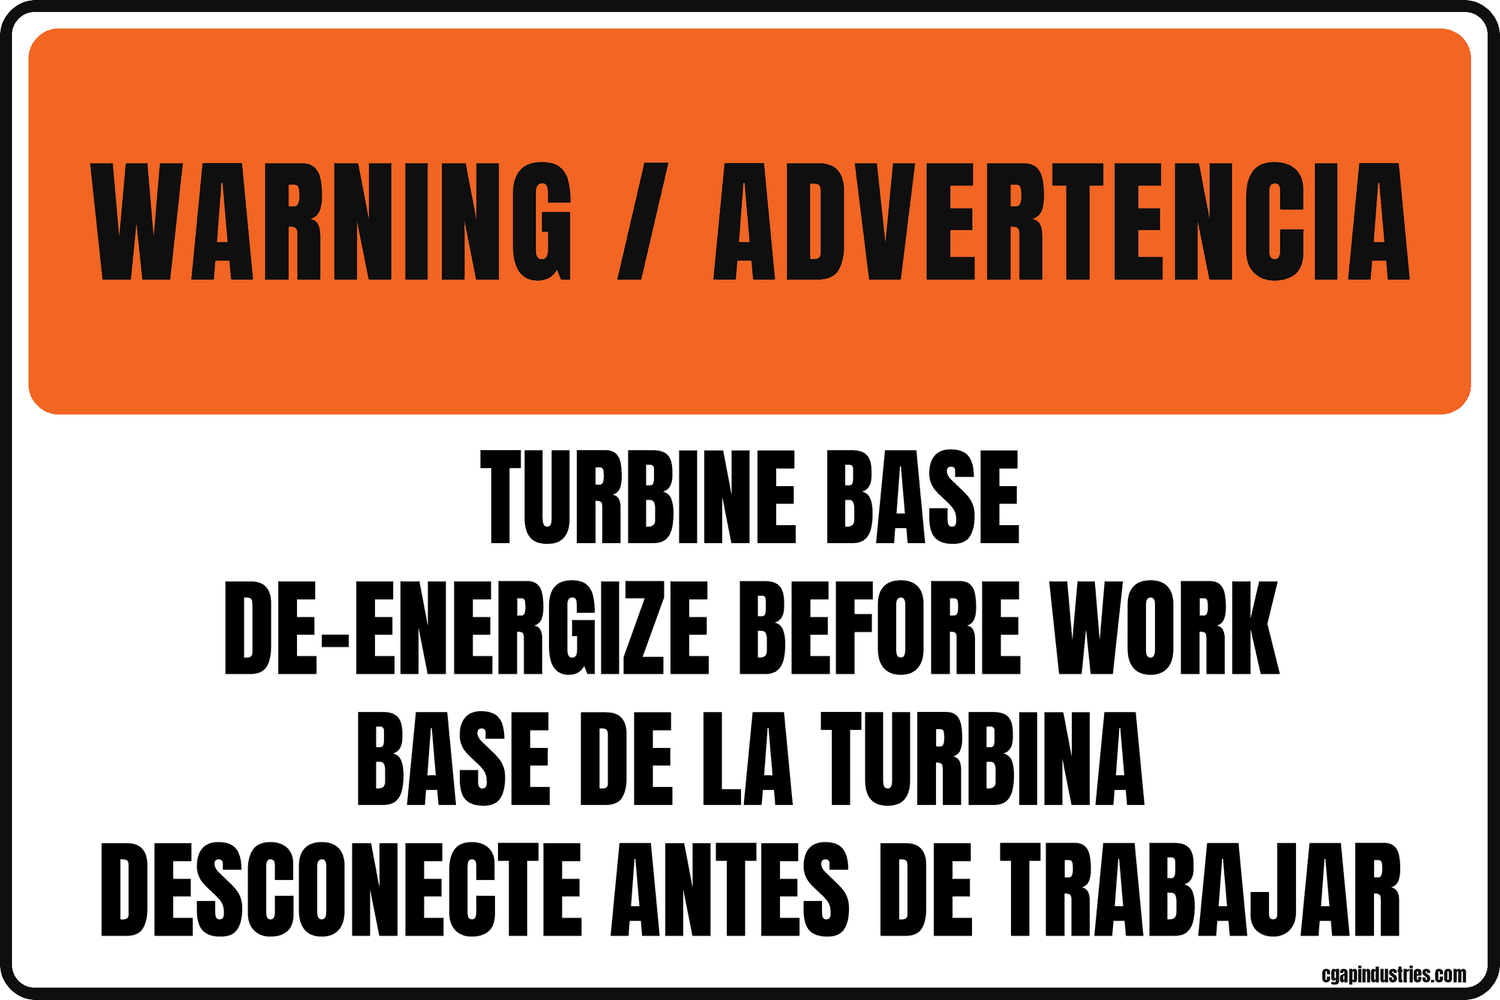 WARNING / ADVERTENCIA
TURBINE BASE
DE-ENERGIZE BEFORE WORK
BASE DE LA TURBINA
DESCONECTE ANTES DE TRABAJAR
cgapindustries.com